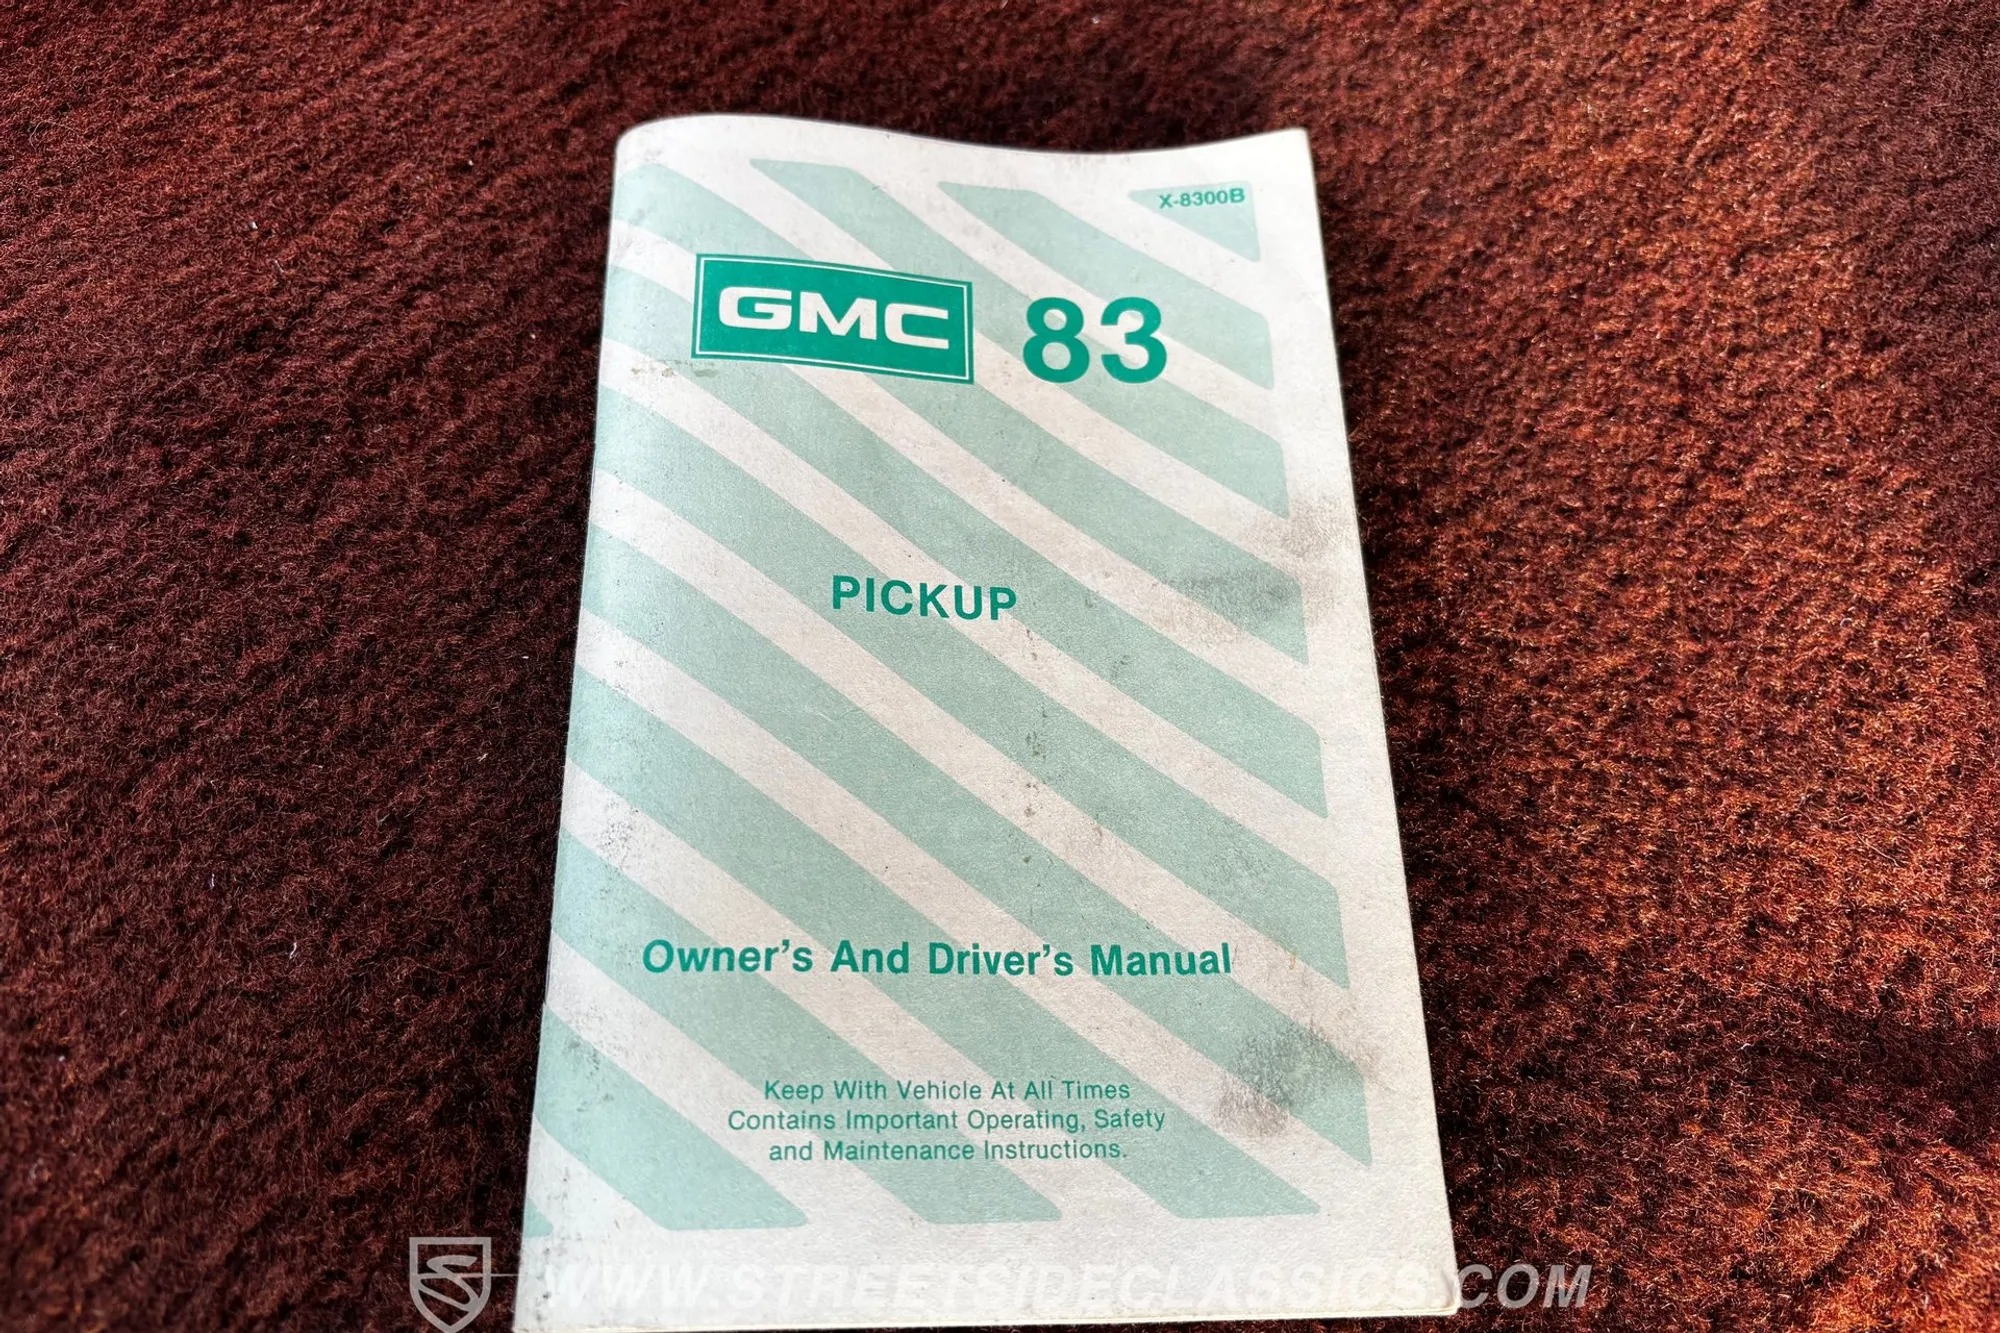 X-8300B
GMC 83
PICKUP
Owner's And Driver's Manual
Keep With Vehicle At All Times
Contains Important Operating, Safety
and Maintenance Instructions.
WWW.STREETSIDECLASSICS.COM